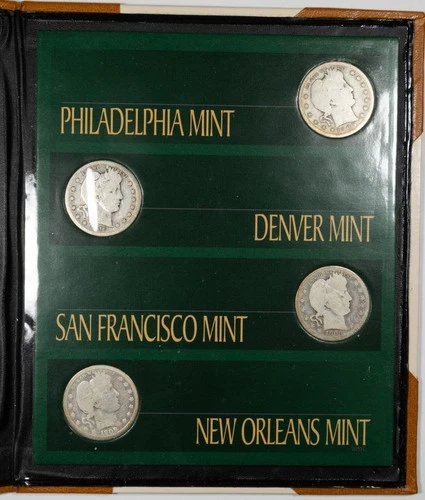 PHILADELPHIA MINT
DENVER MINT
SAN FRANCISCO MINT
NEW ORLEANS MINT